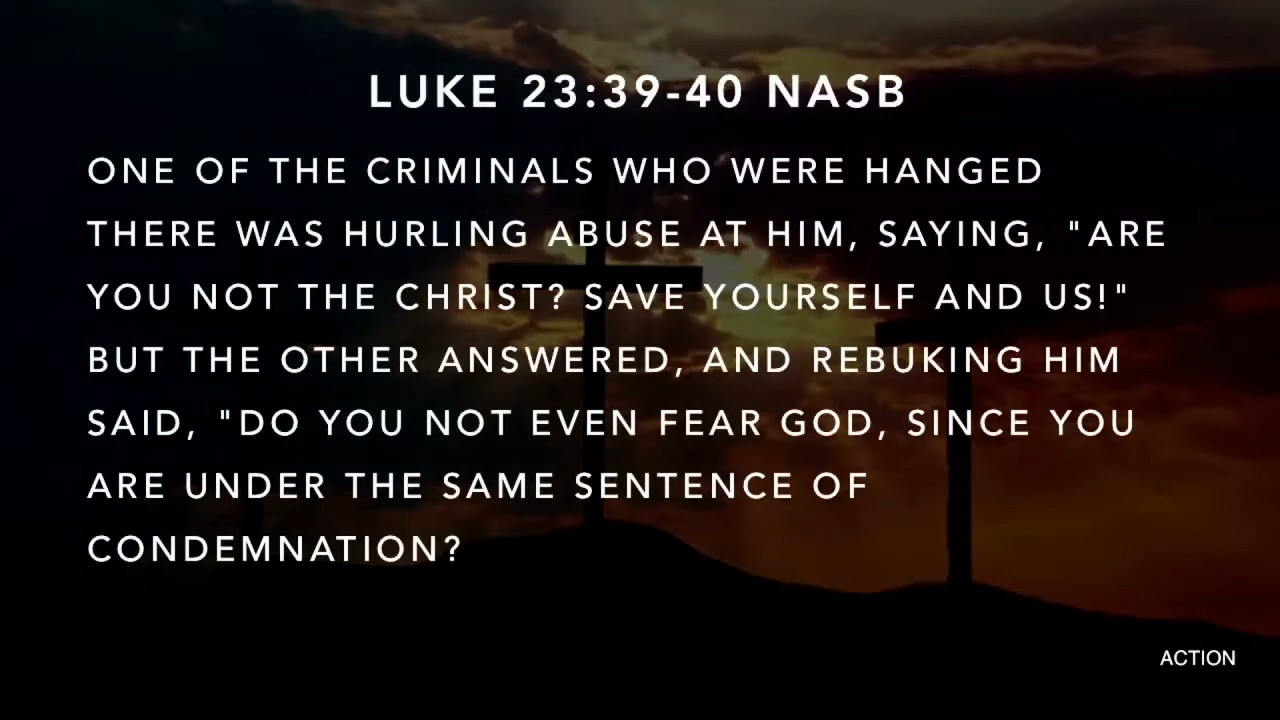 LUKE 23:39-40 NASB
ONE OF THE CRIMINALS WHO WERE HANGED
THERE WAS HURLING ABUSE AT HIM, SAYING, "ARE
YOU NOT THE CHRIST? SAVE YOURSELF AND US!"
BUT THE OTHER ANSWERED, AND REBUKING HIM
SAID, "DO YOU NOT EVEN FEAR GOD, SINCE YOU
ARE UNDER THE SAME SENTENCE OF
CONDEMNATION?
ACTION